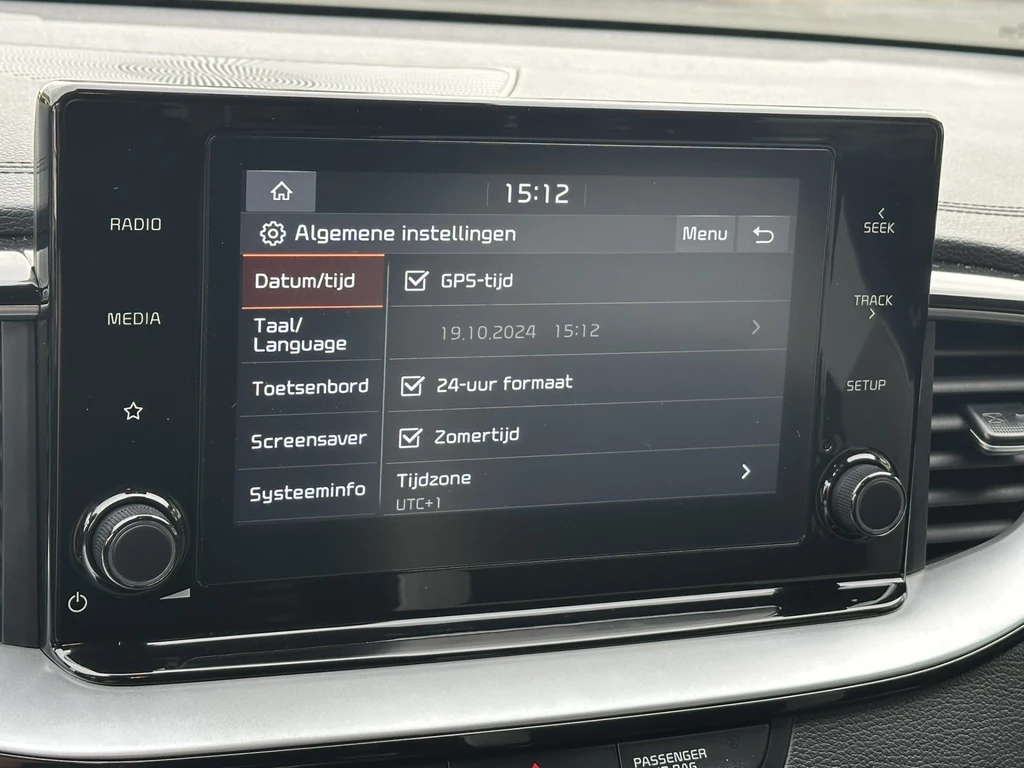 15:12
Algemene instellingen
Menu
Datum/tijd
GPS-tijd
Taal/
Language
19.10.2024 15:12
Toetsenbord
24-uur formaat
Screensaver
Zomertijd
Systeeminfo
Tijdzone
UTC+1
RADIO
MEDIA
SEEK
TRACK
SETUP
PASSENGER
BAG